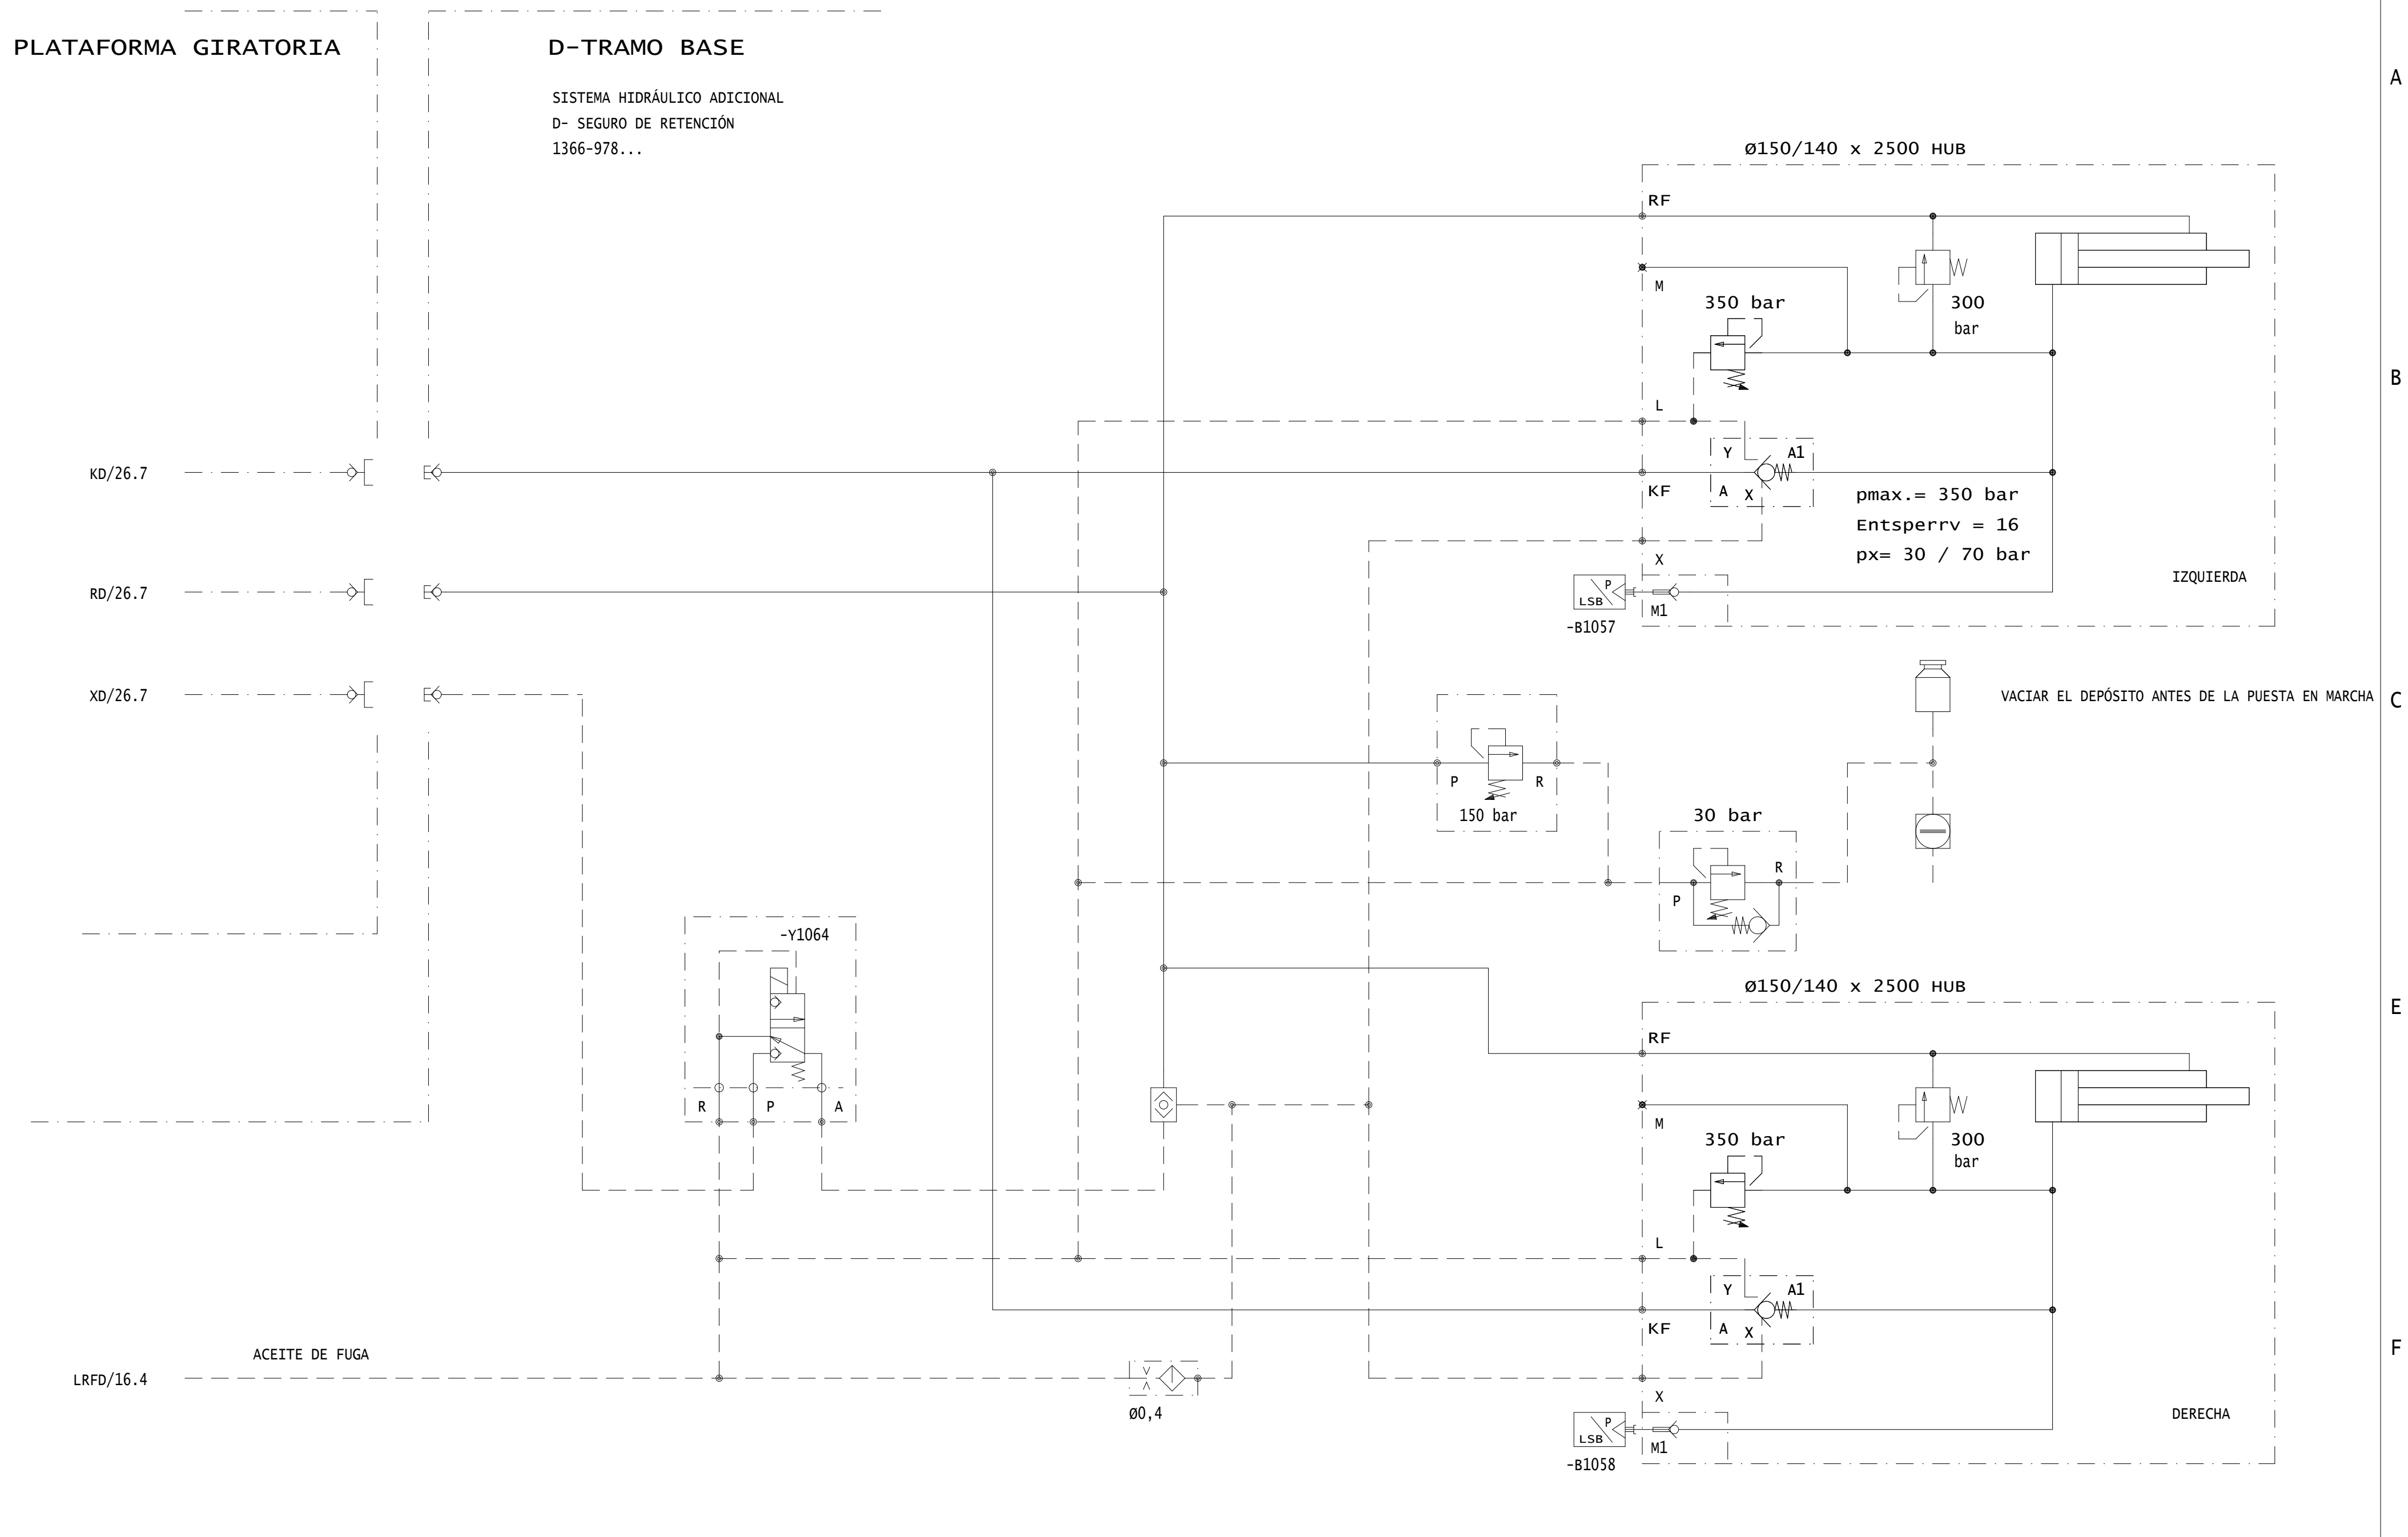 PLATAFORMA GIRATORIA
D-TRAMO BASE
SISTEMA HIDRÁULICO ADICIONAL
D- SEGURO DE RETENCIÓN
1366-978...
A
Ø150/140 x 2500 HUB
RF
M
350 bar
300
bar
B
L
Y
A1
KD/26.7
KF
A
X
pmax.= 350 bar
Entsperrv = 16
px= 30 / 70 bar
X
RD/26.7
IZQUIERDA
P
LSB
M1
-B1057
XD/26.7
VACIAR EL DEPÓSITO ANTES DE LA PUESTA EN MARCHA
C
P
R
150 bar
30 bar
R
P
-Y1064
Ø150/140 x 2500 HUB
E
RF
R
P
A
M
350 bar
300
bar
L
Y
A1
KF
A
X
F
ACEITE DE FUGA
LRFD/16.4
X
Ø0,4
DERECHA
P
LSB
M1
-B1058